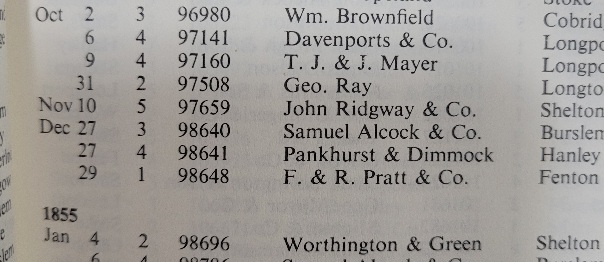 Oct 2 3 96980 Wm. Brownfield Cobrid
6 4 97141 Davenports & Co. Longpo
9 4 97160 T. J. & J. Mayer Longpo
31 2 97508 Geo. Ray Longto
Nov 10 5 97659 John Ridgway & Co. Shelton
Dec 27 3 98640 Samuel Alcock & Co. Burslem
27 4 98641 Pankhurst & Dimmock Hanley
29 1 98648 F. & R. Pratt & Co. Fenton
1855
Jan 4 2 98696 Worthington & Green Shelton